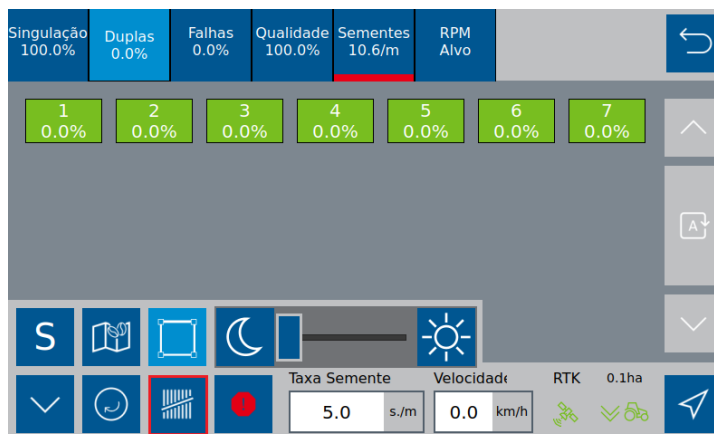 Singulação
100.0%
Duplas
0.0%
Falhas
0.0%
Qualidade
100.0%
Sementes
10.6/m
RPM
Alvo
1
0.0%
2
0.0%
3
0.0%
4
0.0%
5
0.0%
6
0.0%
7
0.0%
A
S
Taxa Semente
5.0 s./m
Velocidade
0.0 km/h
RTK
0.1ha